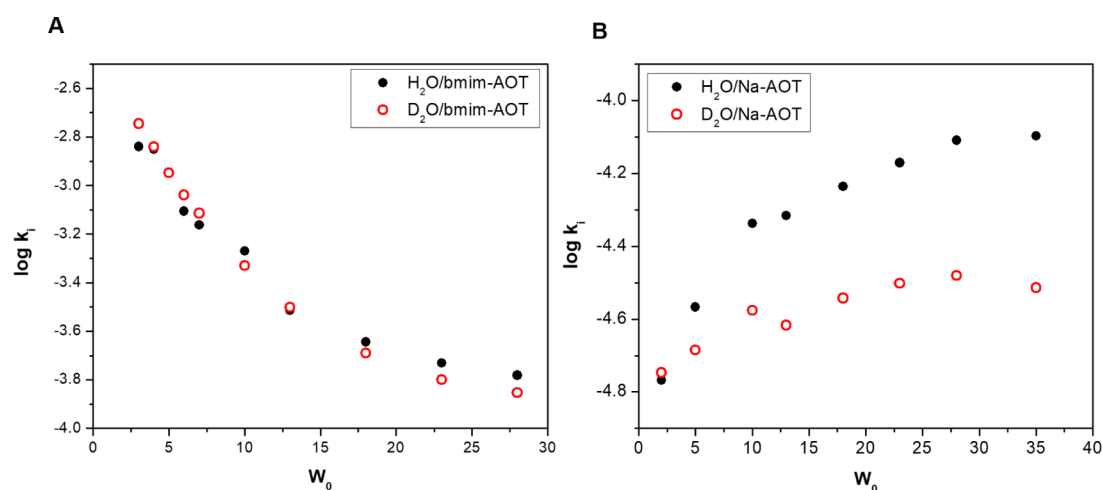 A
B
-2.6
-2.8
-3.0
-3.2
-3.4
-3.6
-3.8
-4.0
log kᵢ
H₂O/bmim-AOT
D₂O/bmim-AOT
0 5 10 15 20 25 30
W₀
-4.0
-4.2
-4.4
-4.6
-4.8
log kᵢ
H₂O/Na-AOT
D₂O/Na-AOT
0 5 10 15 20 25 30 35 40
W₀